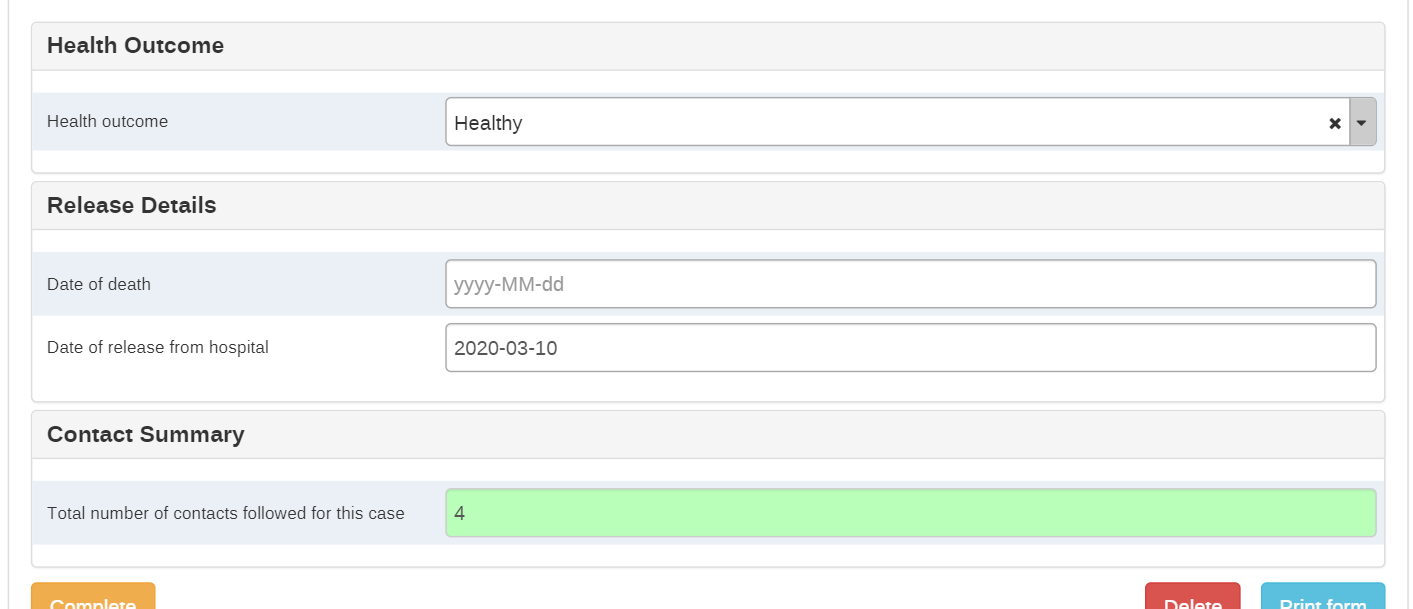 Health Outcome
Health outcome
Healthy
Release Details
Date of death
yyyy-MM-dd
Date of release from hospital
2020-03-10
Contact Summary
Total number of contacts followed for this case
4
Complete
Delete
Print form